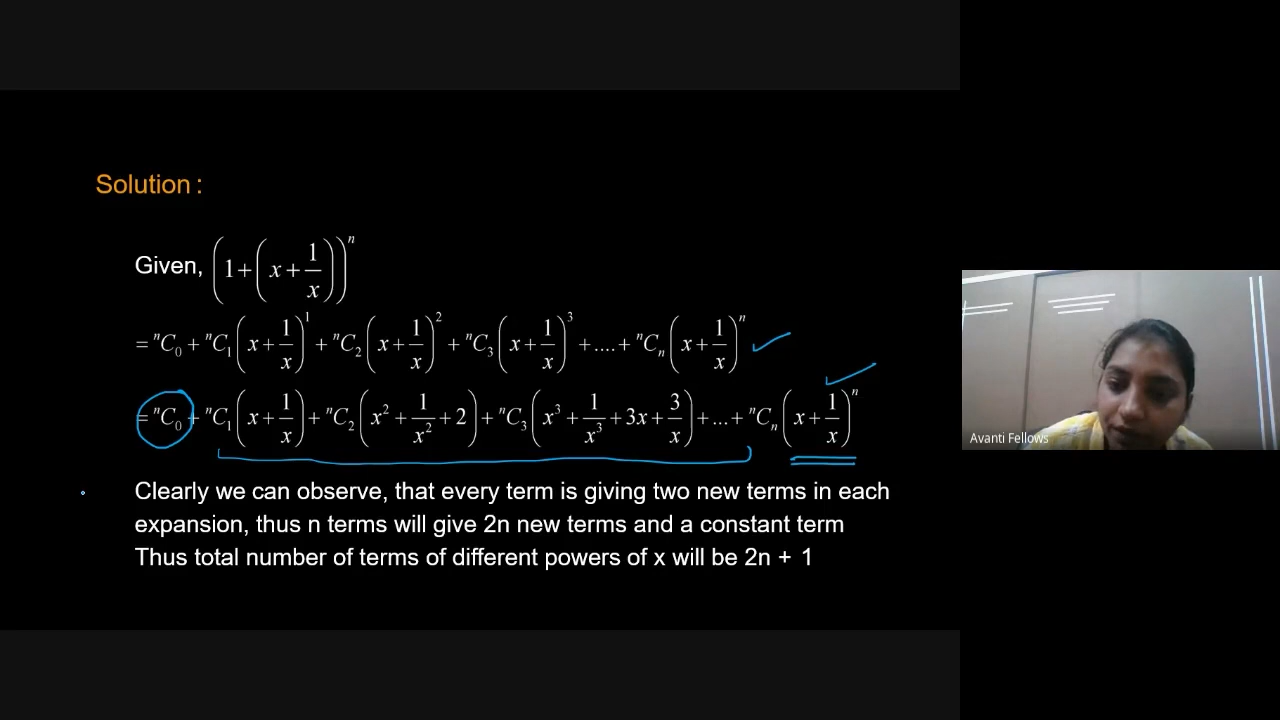 Solution :
Given, (1+(x+1/x))^n
= ^nC_0 + ^nC_1(x+1/x)^1 + ^nC_2(x+1/x)^2 + ^nC_3(x+1/x)^3 +....+ ^nC_n(x+1/x)^n
= ^nC_0 + ^nC_1(x+1/x) + ^nC_2(x^2+1/x^2+2) + ^nC_3(x^3+1/x^3+3x+3/x) +...+ ^nC_n(x+1/x)^n
Clearly we can observe, that every term is giving two new terms in each
expansion, thus n terms will give 2n new terms and a constant term
Thus total number of terms of different powers of x will be 2n + 1
Avanti Fellows